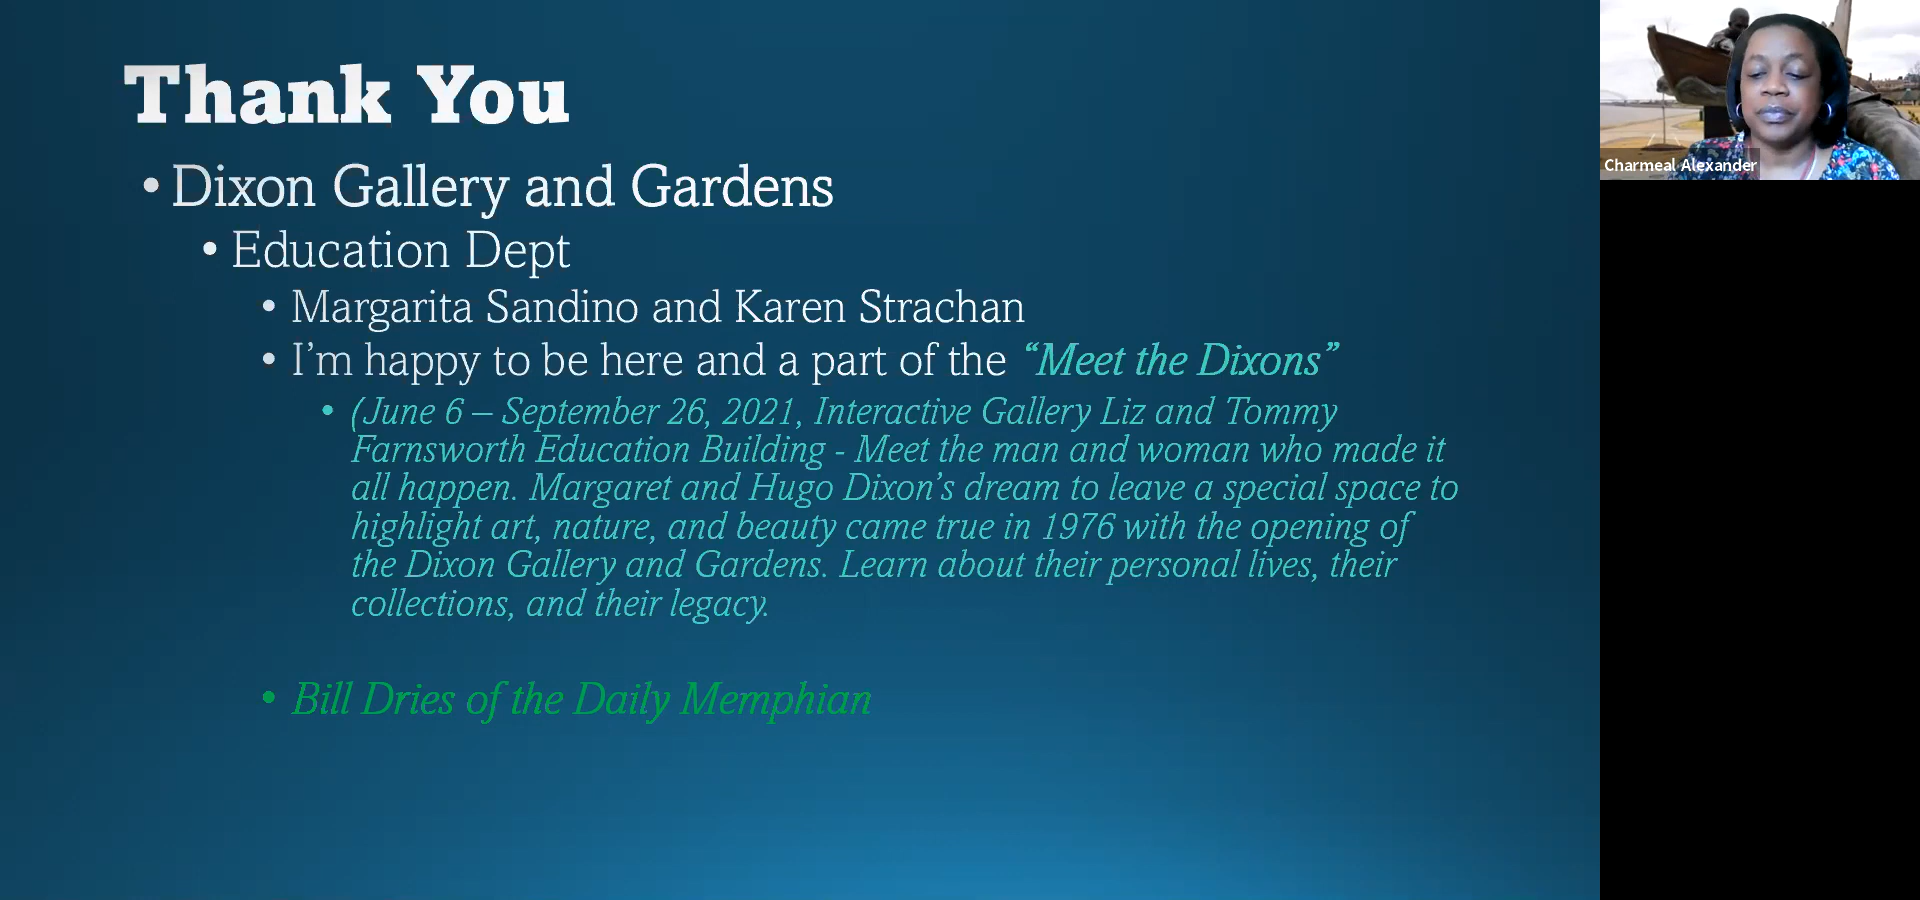 Thank You
• Dixon Gallery and Gardens
• Education Dept
• Margarita Sandino and Karen Strachan
• I’m happy to be here and a part of the “Meet the Dixons”
• (June 6 – September 26, 2021, Interactive Gallery Liz and Tommy
Farnsworth Education Building - Meet the man and woman who made it
all happen. Margaret and Hugo Dixon’s dream to leave a special space to
highlight art, nature, and beauty came true in 1976 with the opening of
the Dixon Gallery and Gardens. Learn about their personal lives, their
collections, and their legacy.
• Bill Dries of the Daily Memphian
Charmeal Alexander